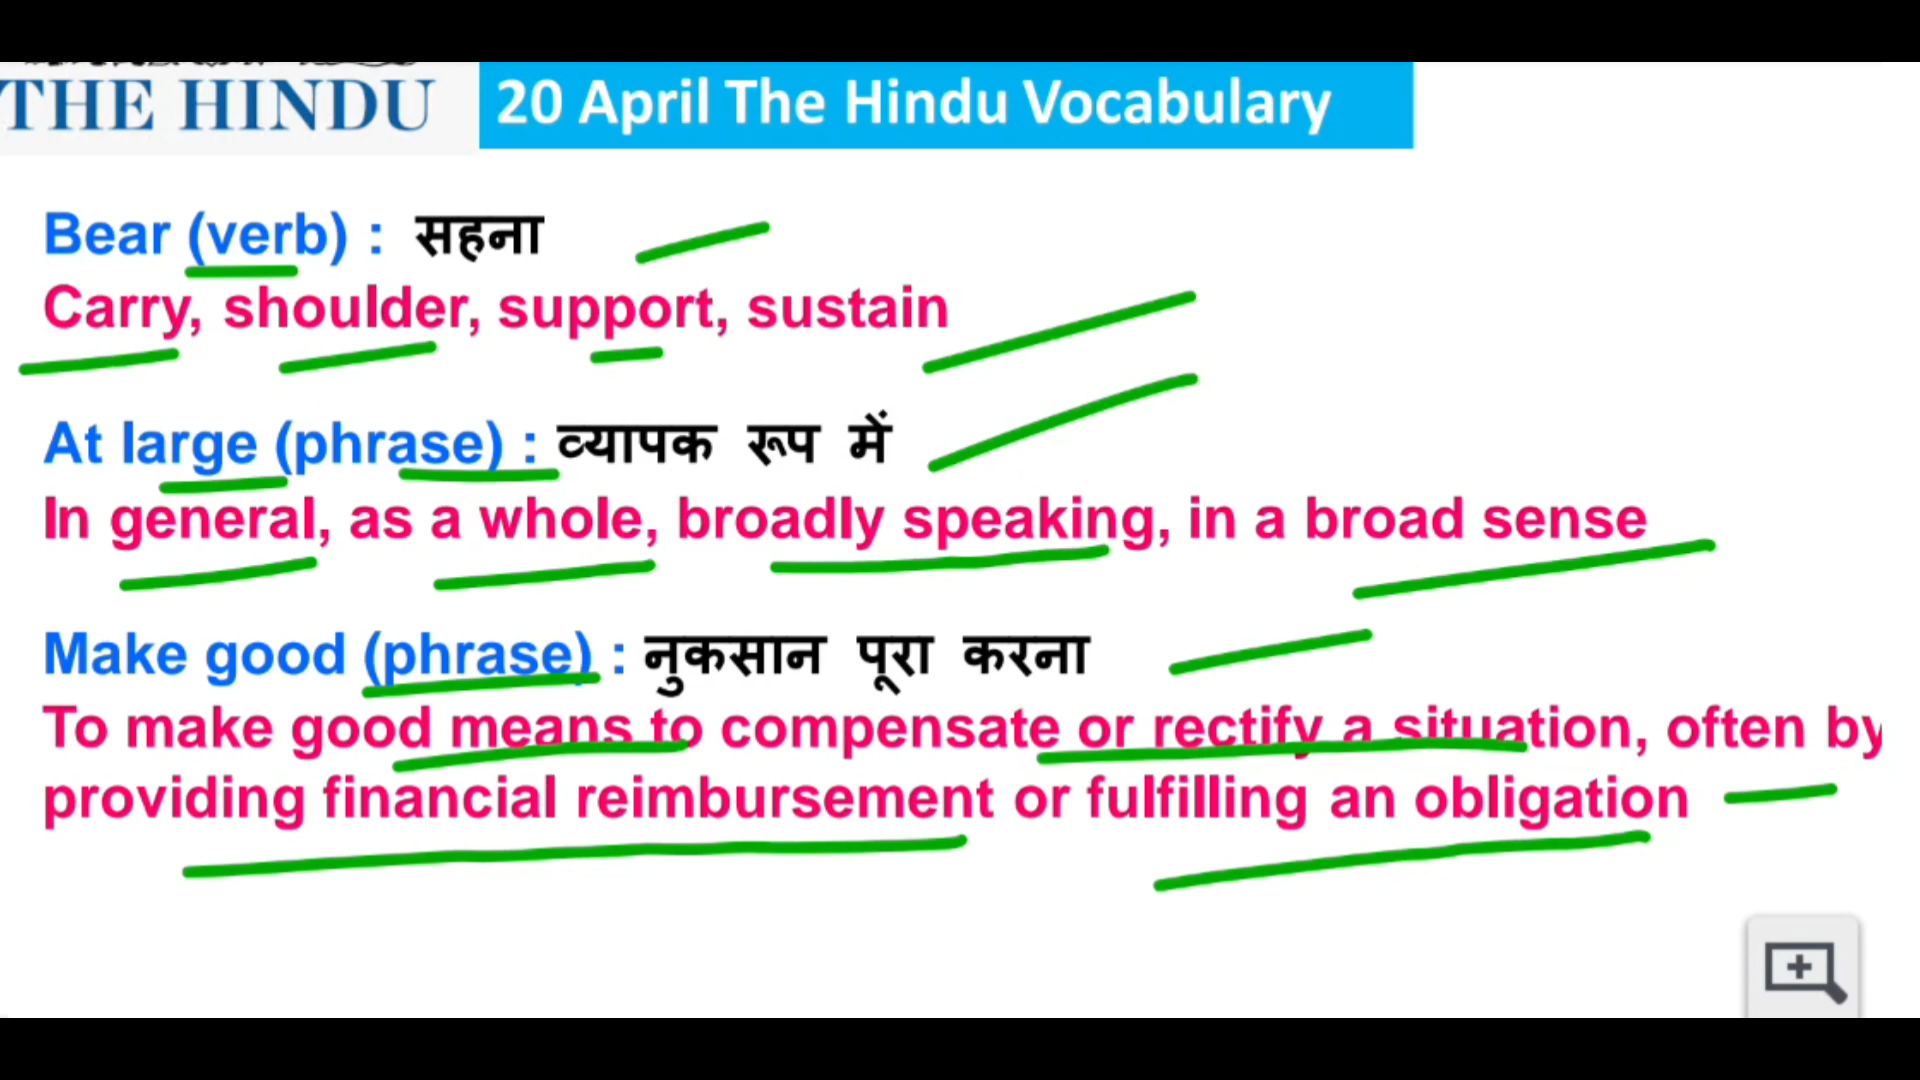 THE HINDU
20 April The Hindu Vocabulary
Bear (verb) : सहना
Carry, shoulder, support, sustain
At large (phrase) : व्यापक रूप में
In general, as a whole, broadly speaking, in a broad sense
Make good (phrase) : नुकसान पूरा करना
To make good means to compensate or rectify a situation, often by
providing financial reimbursement or fulfilling an obligation